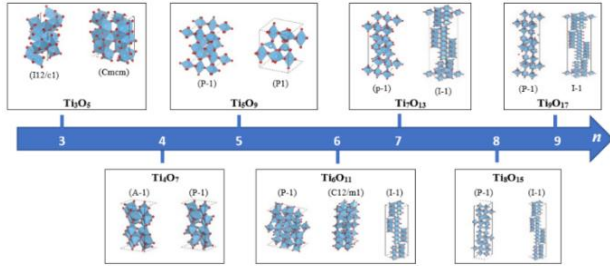 (I12/c1) (Cmcm)
Ti₃O₅
(P-1) (P1)
Ti₅O₉
(p-1) (I-1)
Ti₇O₁₃
(P-1) I-1
Ti₉O₁₇
3 4 5 6 7 8 9 n
Ti₄O₇
(A-1) (P-1)
Ti₆O₁₁
(P-1) (C12/m1) (I-1)
Ti₈O₁₅
(P-1) (I-1)